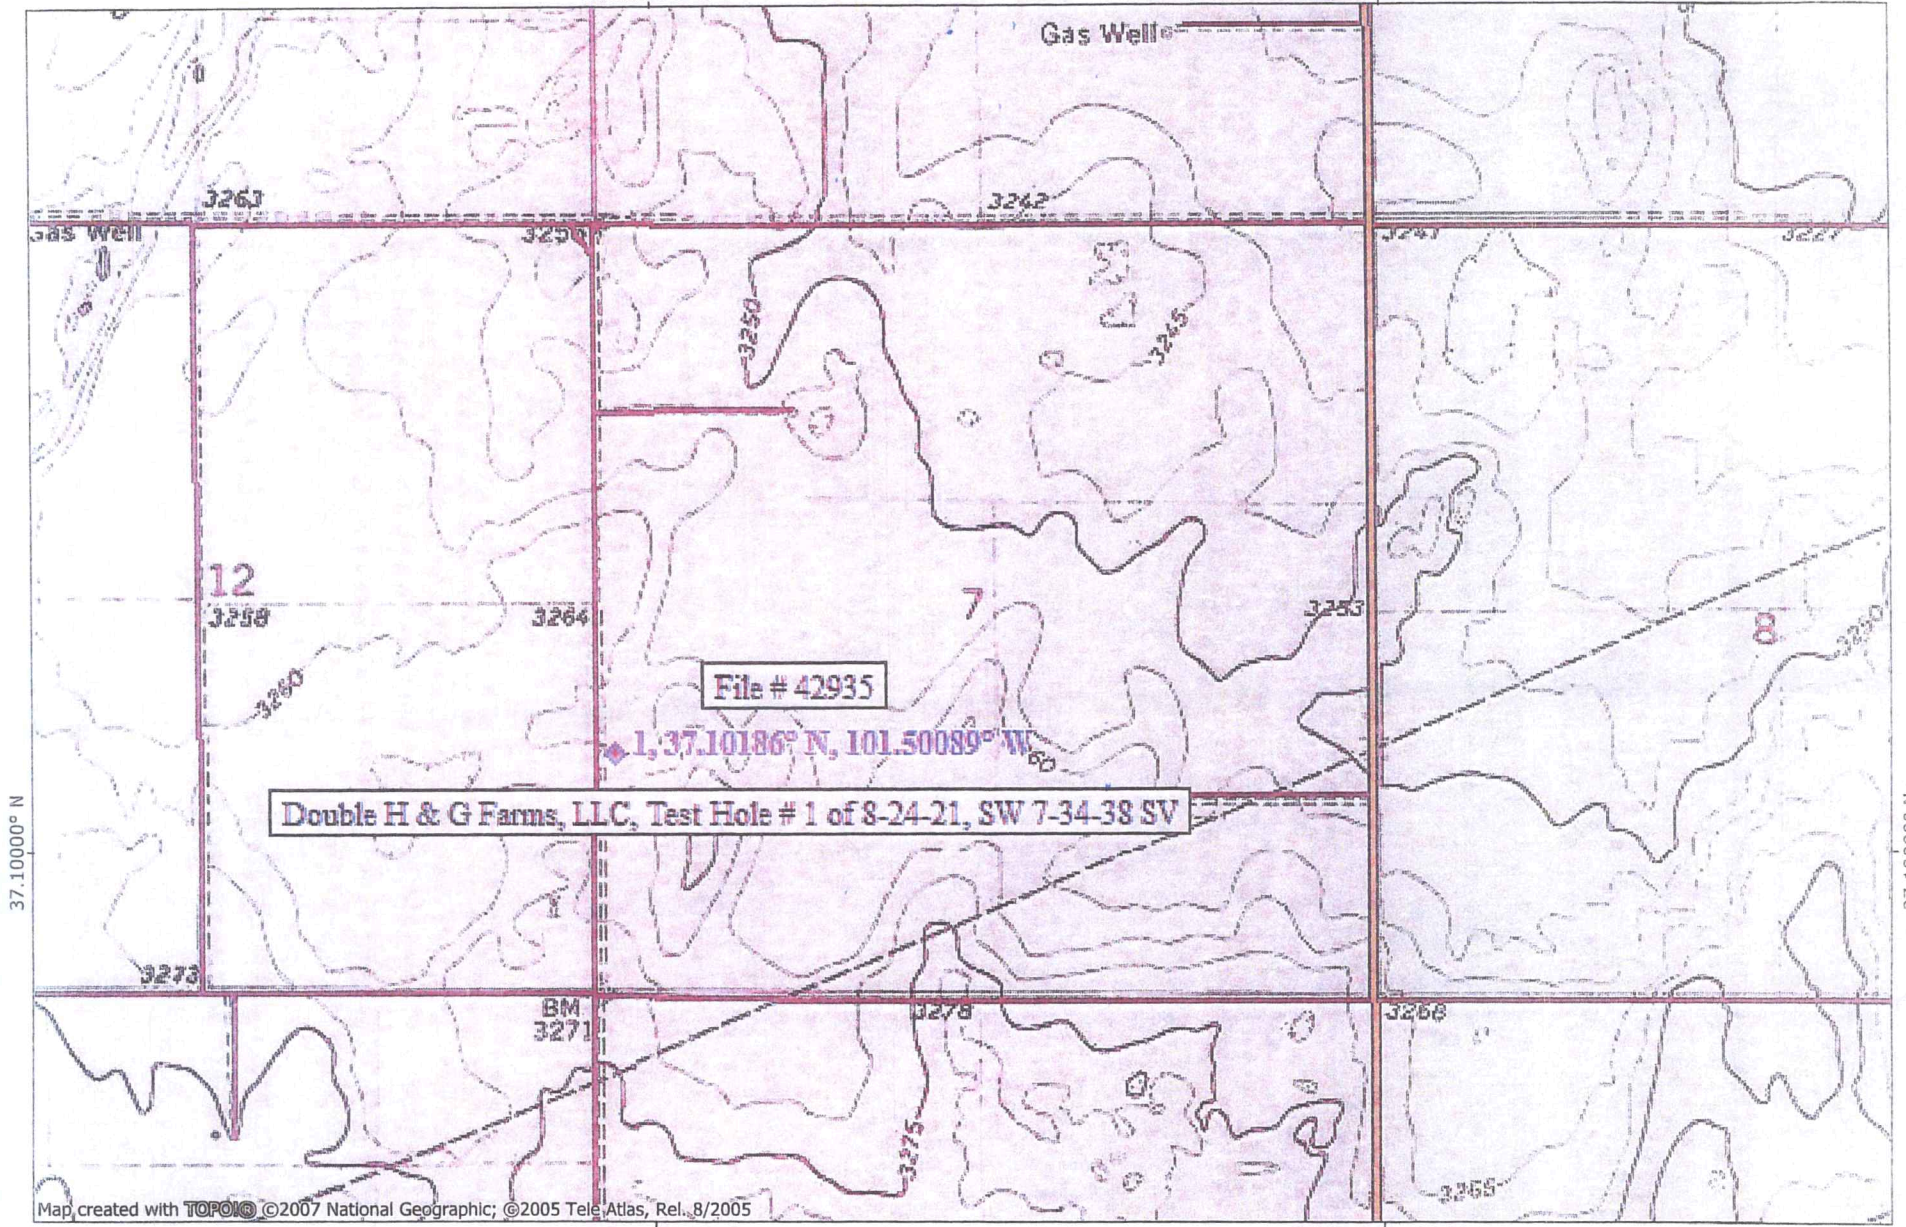 Gas Well
3263
3242
Gas Well
3241
3227
3250
3245
12
7
3258
3264
3253
8
3250
3260
File # 42935
1, 37.10186° N, 101.50089° W
60
Double H & G Farms, LLC, Test Hole # 1 of 8-24-21, SW 7-34-38 SV
37.10000° N
3273
BM
3271
3278
3268
3275
3265
Map created with TOPO!® ©2007 National Geographic; ©2005 Tele Atlas, Rel. 8/2005